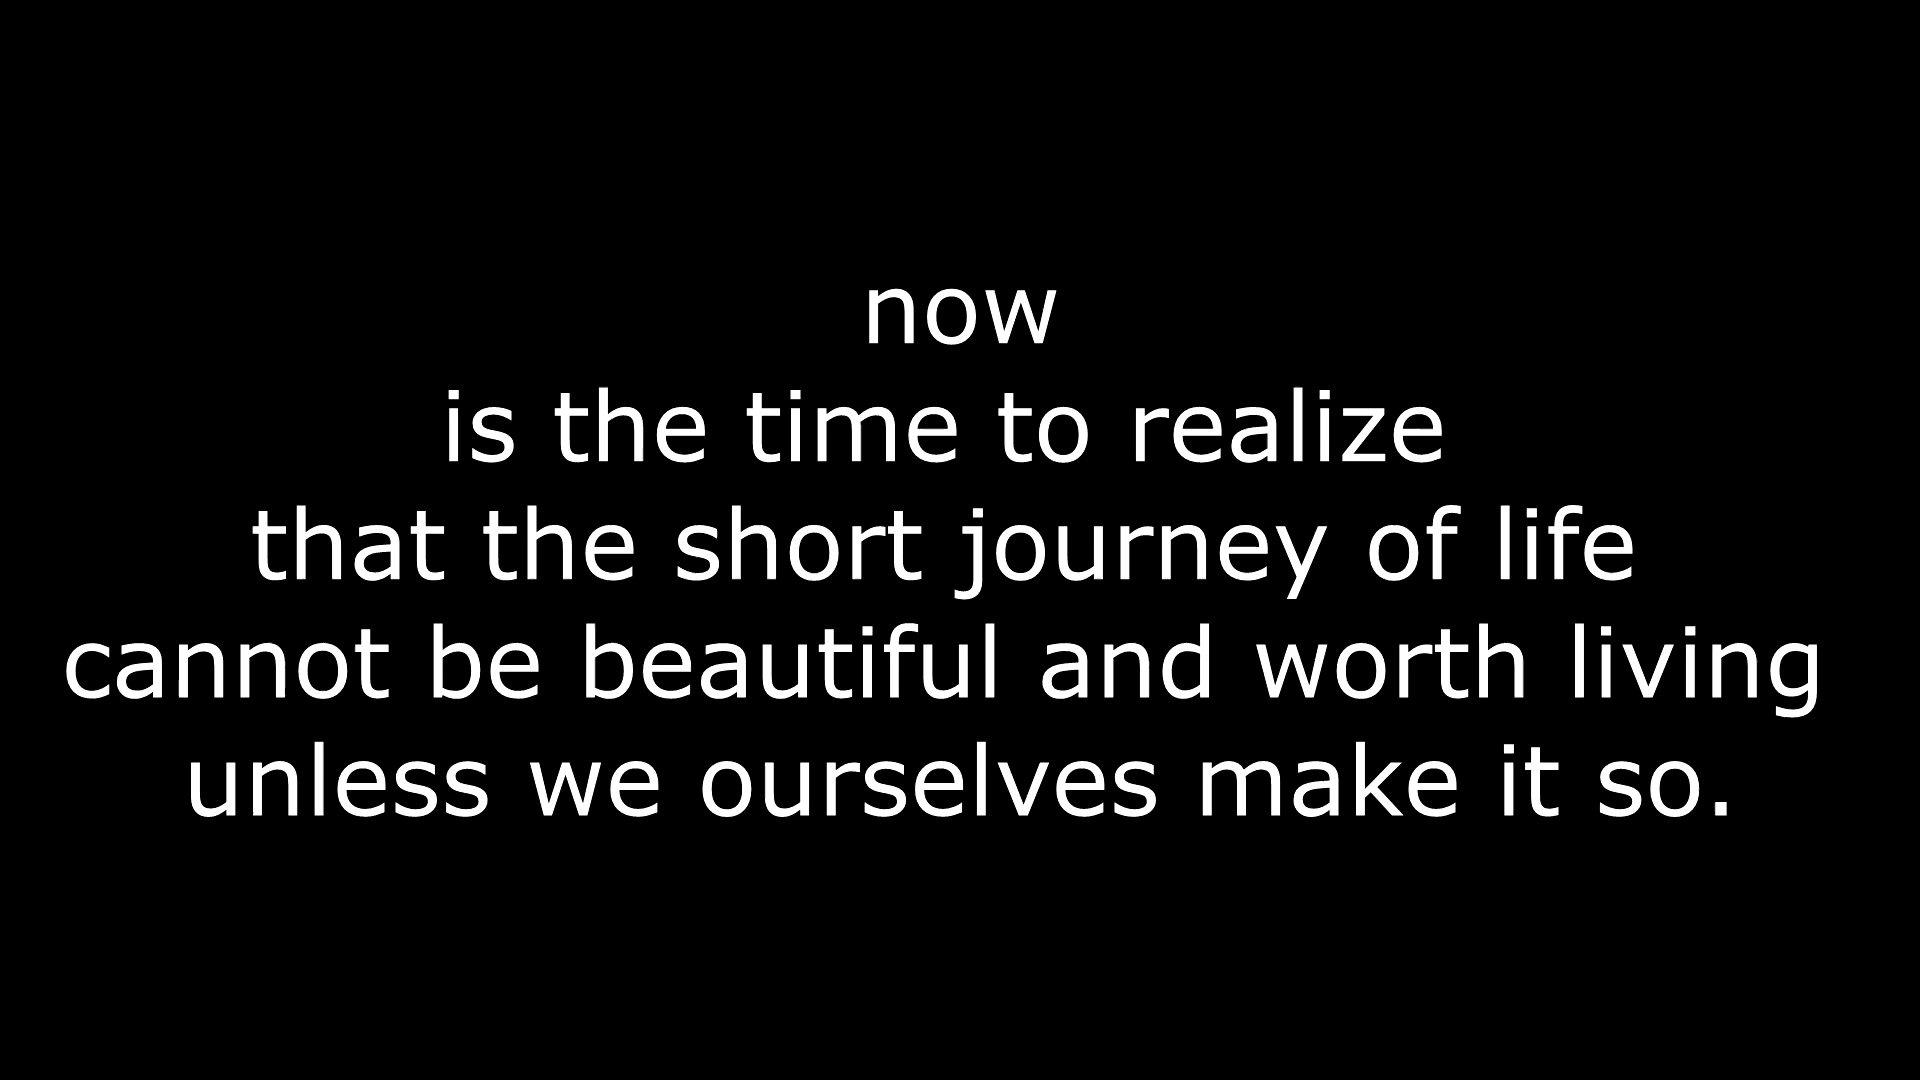 now
is the time to realize
that the short journey of life
cannot be beautiful and worth living
unless we ourselves make it so.